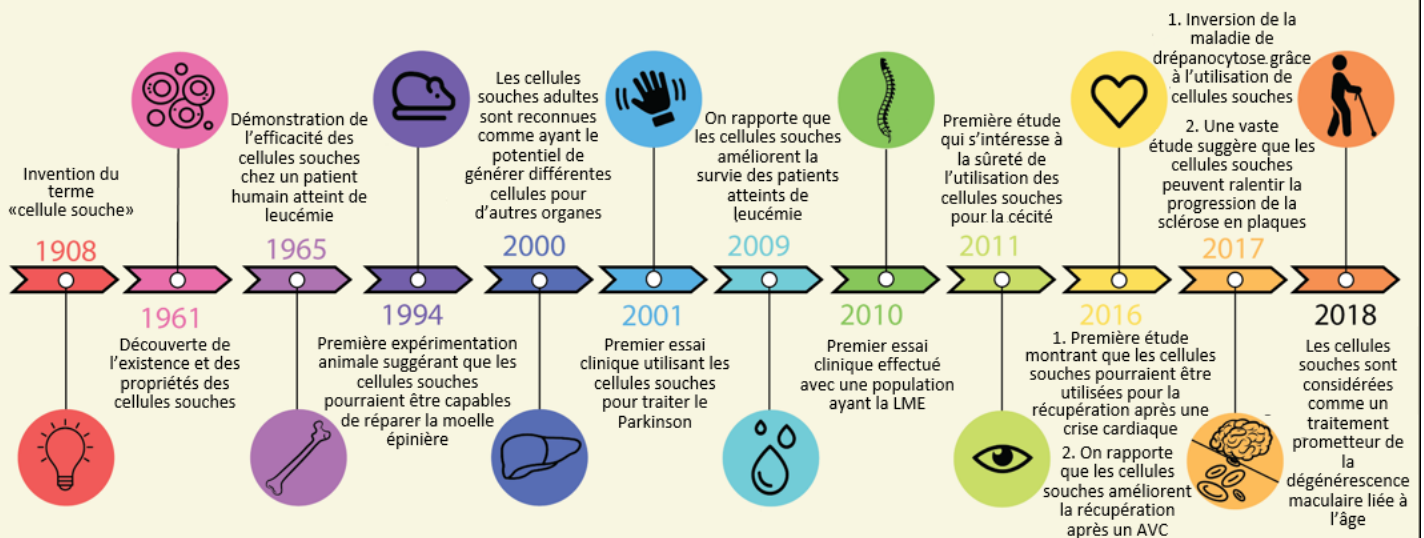 Invention du
terme
«cellule souche»
1908
1961
Découverte de
l'existence et des
propriétés des
cellules souches
Démonstration de
l'efficacité des
cellules souches
chez un patient
humain atteint de
leucémie
1965
1994
Première expérimentation
animale suggérant que les
cellules souches
pourraient être capables
de réparer la moelle
épinière
Les cellules
souches adultes
sont reconnues
comme ayant le
potentiel de
générer différentes
cellules pour
d'autres organes
2000
2001
Premier essai
clinique utilisant les
cellules souches
pour traiter le
Parkinson
On rapporte que
les cellules souches
améliorent la
survie des patients
atteints de
leucémie
2009
2010
Premier essai
clinique effectué
avec une population
ayant la LME
Première étude
qui s'intéresse à
la sûreté de
l'utilisation des
cellules souches
pour la cécité
2011
2016
1. Première étude
montrant que les cellules
souches pourraient être
utilisées pour la
récupération après une
crise cardiaque
2. On rapporte
que les cellules
souches améliorent
la récupération
après un AVC
1. Inversion de la
maladie de
drépanocytose grâce
à l'utilisation de
cellules souches
2. Une vaste
étude suggère que les
cellules souches
peuvent ralentir la
progression de la
sclérose en plaques
2017
2018
Les cellules
souches sont
considérées
comme un
traitement
prometteur de
la
dégénérescence
maculaire liée à
l'âge